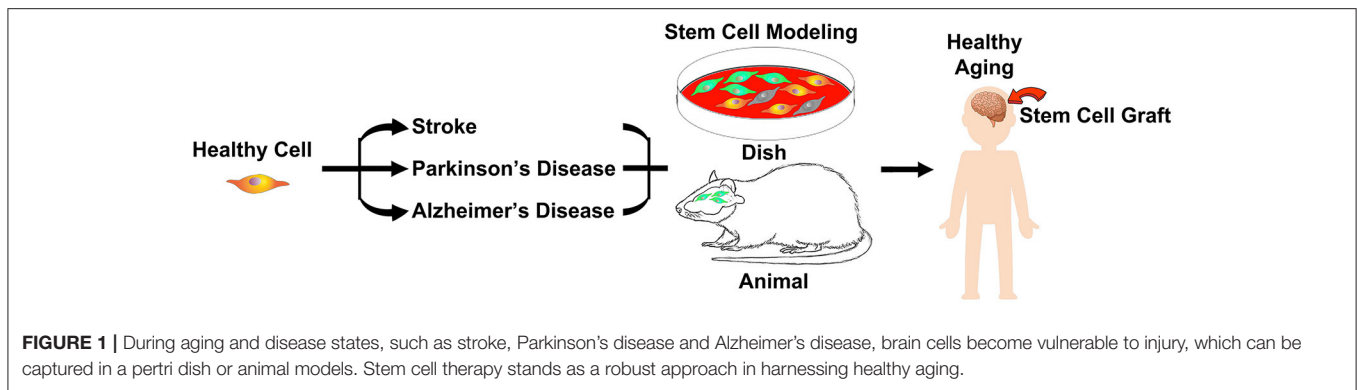 Healthy Cell
Stroke
Parkinson's Disease
Alzheimer's Disease
Stem Cell Modeling
Dish
Animal
Healthy
Aging
Stem Cell Graft
FIGURE 1 | During aging and disease states, such as stroke, Parkinson's disease and Alzheimer's disease, brain cells become vulnerable to injury, which can be
captured in a pertri dish or animal models. Stem cell therapy stands as a robust approach in harnessing healthy aging.